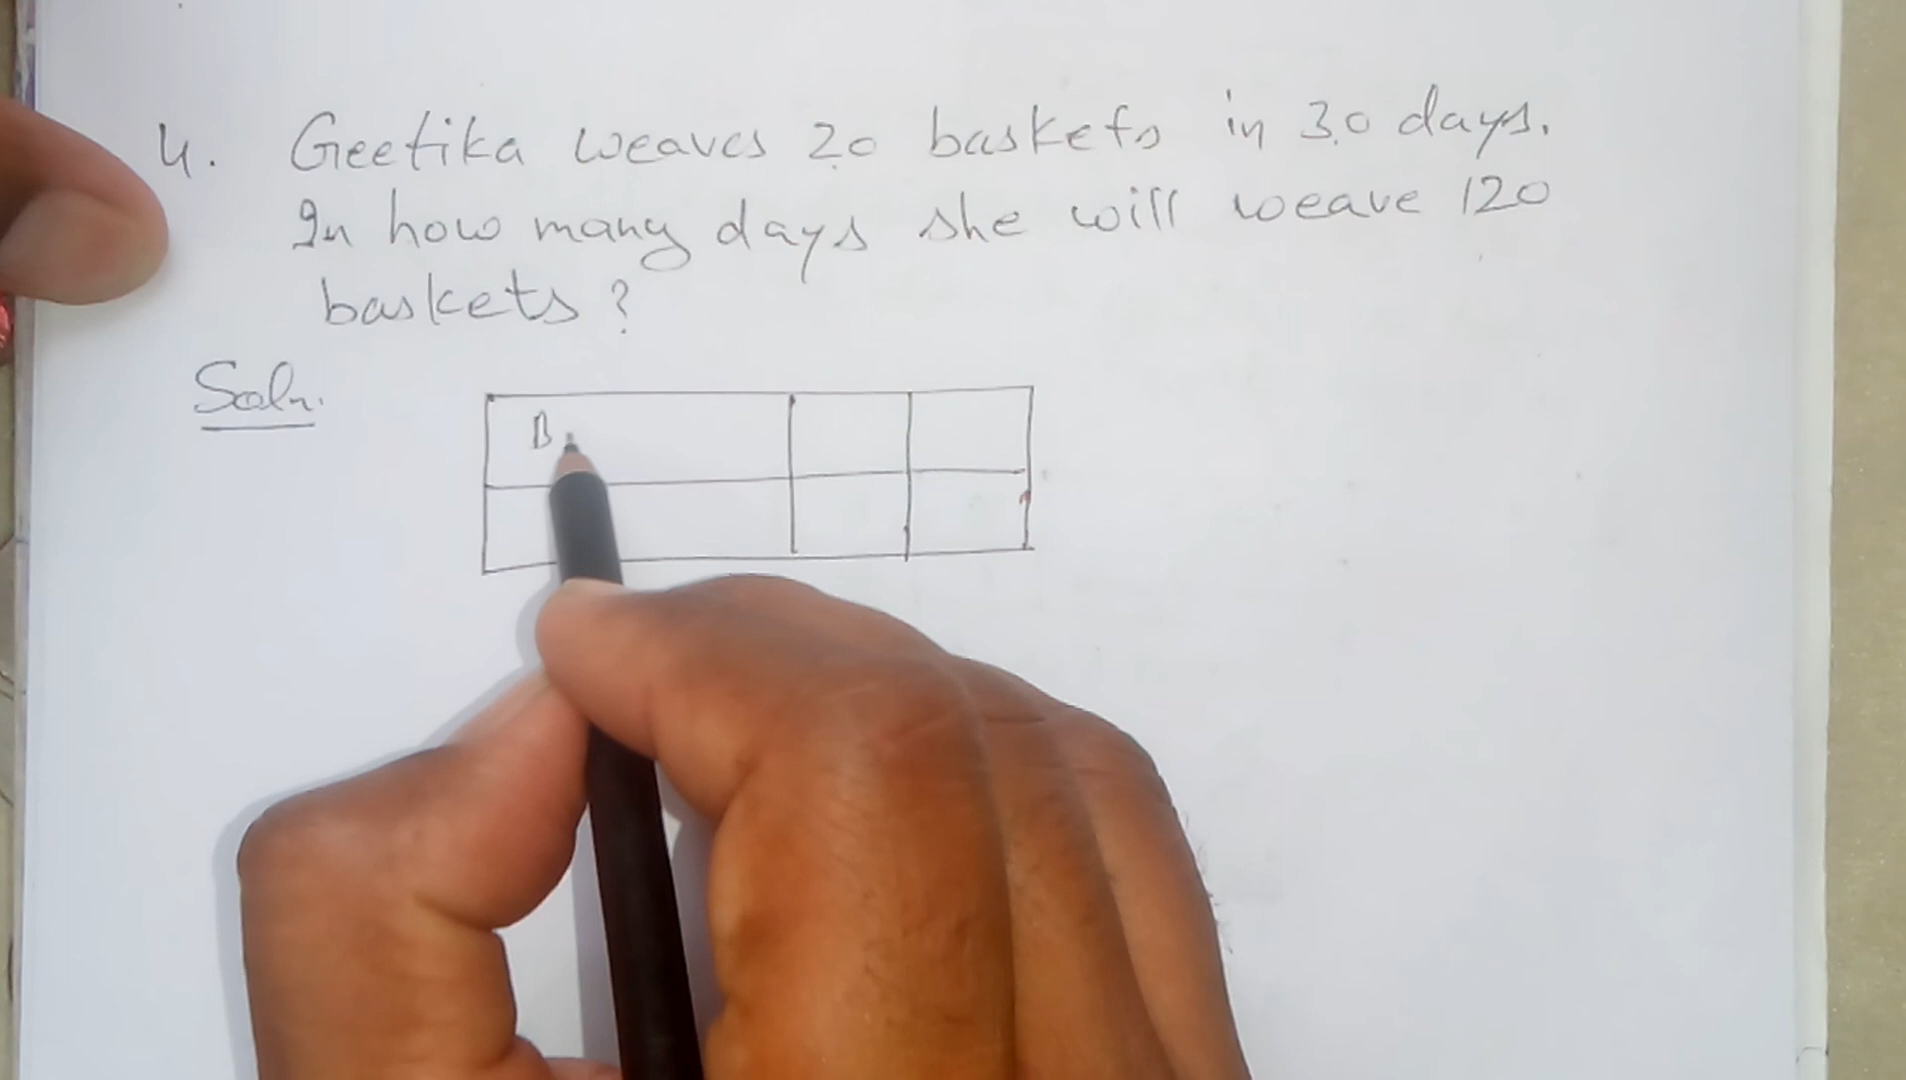 4. Geetika weaves 20 baskets in 30 days.
In how many days she will weave 120
baskets?
Soln.
B